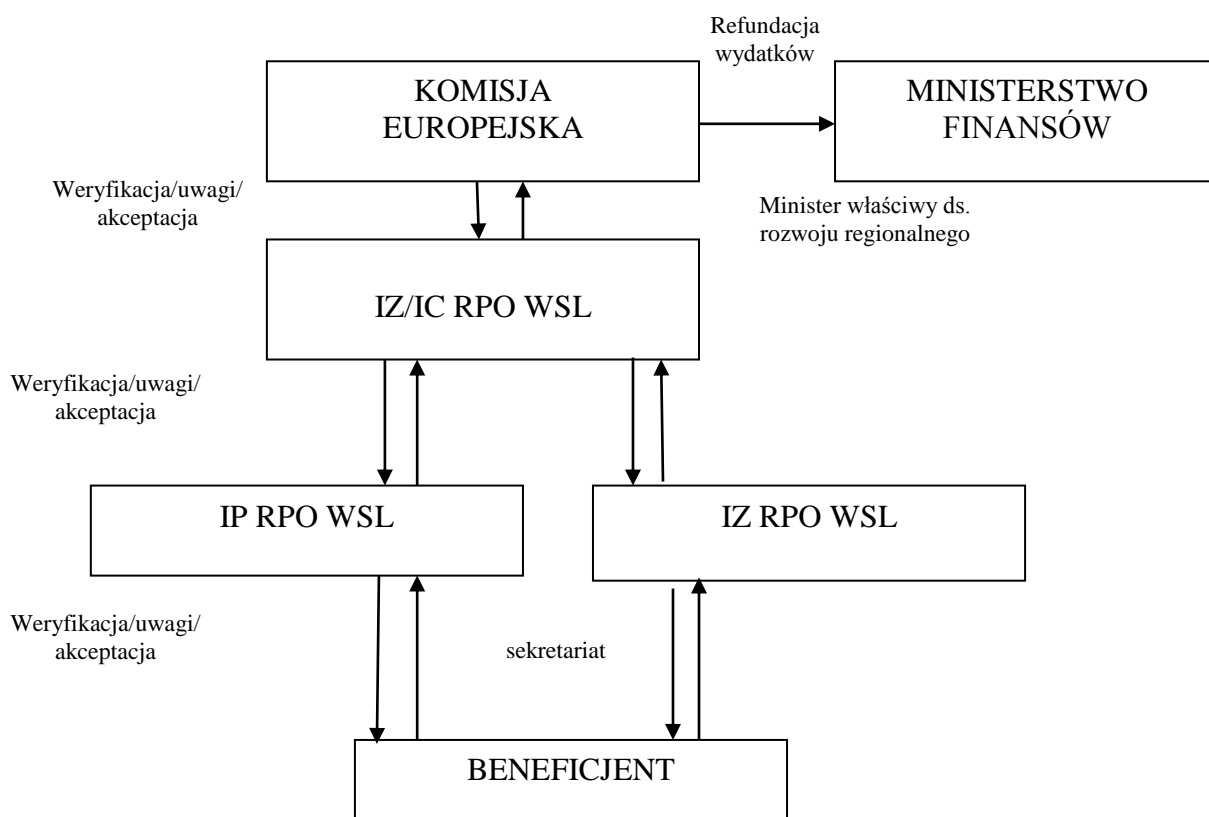 Refundacja
wydatków
KOMISJA
EUROPEJSKA
MINISTERSTWO
FINANSÓW
Weryfikacja/uwagi/
akceptacja
Minister właściwy ds.
rozwoju regionalnego
IZ/IC RPO WSL
Weryfikacja/uwagi/
akceptacja
IP RPO WSL
IZ RPO WSL
Weryfikacja/uwagi/
akceptacja
sekretariat
BENEFICJENT